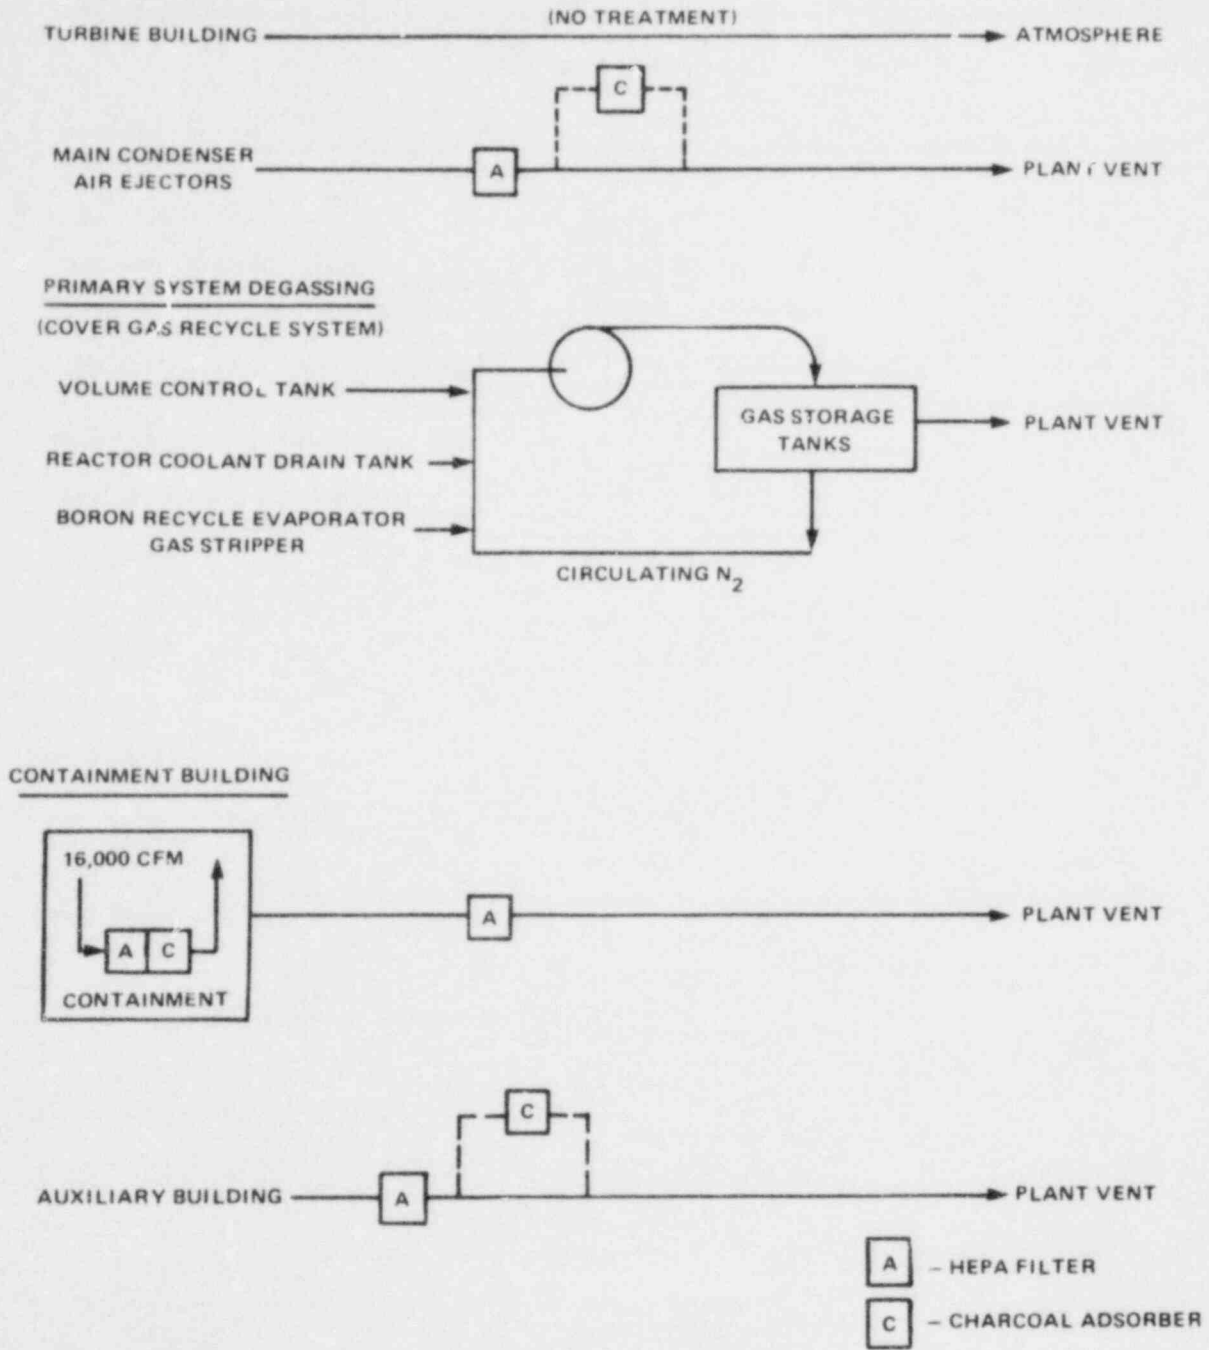 (NO TREATMENT)
TURBINE BUILDING
ATMOSPHERE
C
MAIN CONDENSER
AIR EJECTORS
A
PLANT VENT
PRIMARY SYSTEM DEGASSING
(COVER GAS RECYCLE SYSTEM)
VOLUME CONTROL TANK
GAS STORAGE
TANKS
PLANT VENT
REACTOR COOLANT DRAIN TANK
BORON RECYCLE EVAPORATOR
GAS STRIPPER
CIRCULATING N2
CONTAINMENT BUILDING
16,000 CFM
A C
CONTAINMENT
A
PLANT VENT
C
AUXILIARY BUILDING
A
PLANT VENT
A – HEPA FILTER
C – CHARCOAL ADSORBER